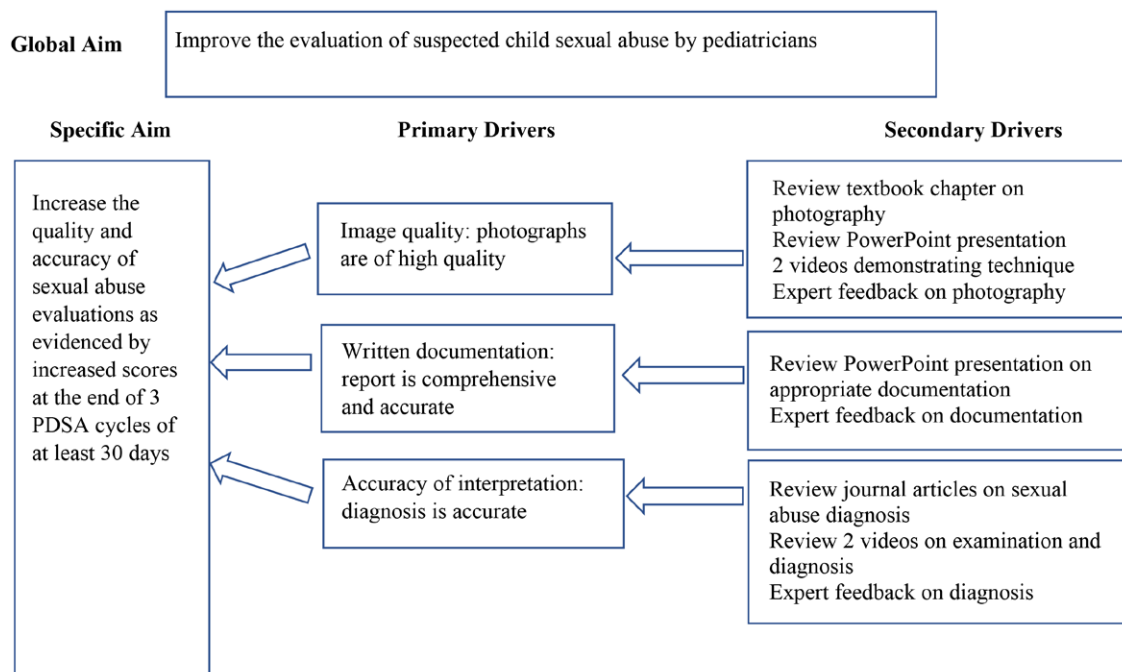 Global Aim
Improve the evaluation of suspected child sexual abuse by pediatricians
Specific Aim
Primary Drivers
Secondary Drivers
Increase the
quality and
accuracy of
sexual abuse
evaluations as
evidenced by
increased scores
at the end of 3
PDSA cycles of
at least 30 days
Image quality: photographs
are of high quality
Written documentation:
report is comprehensive
and accurate
Accuracy of interpretation:
diagnosis is accurate
Review textbook chapter on
photography
Review PowerPoint presentation
2 videos demonstrating technique
Expert feedback on photography
Review PowerPoint presentation on
appropriate documentation
Expert feedback on documentation
Review journal articles on sexual
abuse diagnosis
Review 2 videos on examination and
diagnosis
Expert feedback on diagnosis